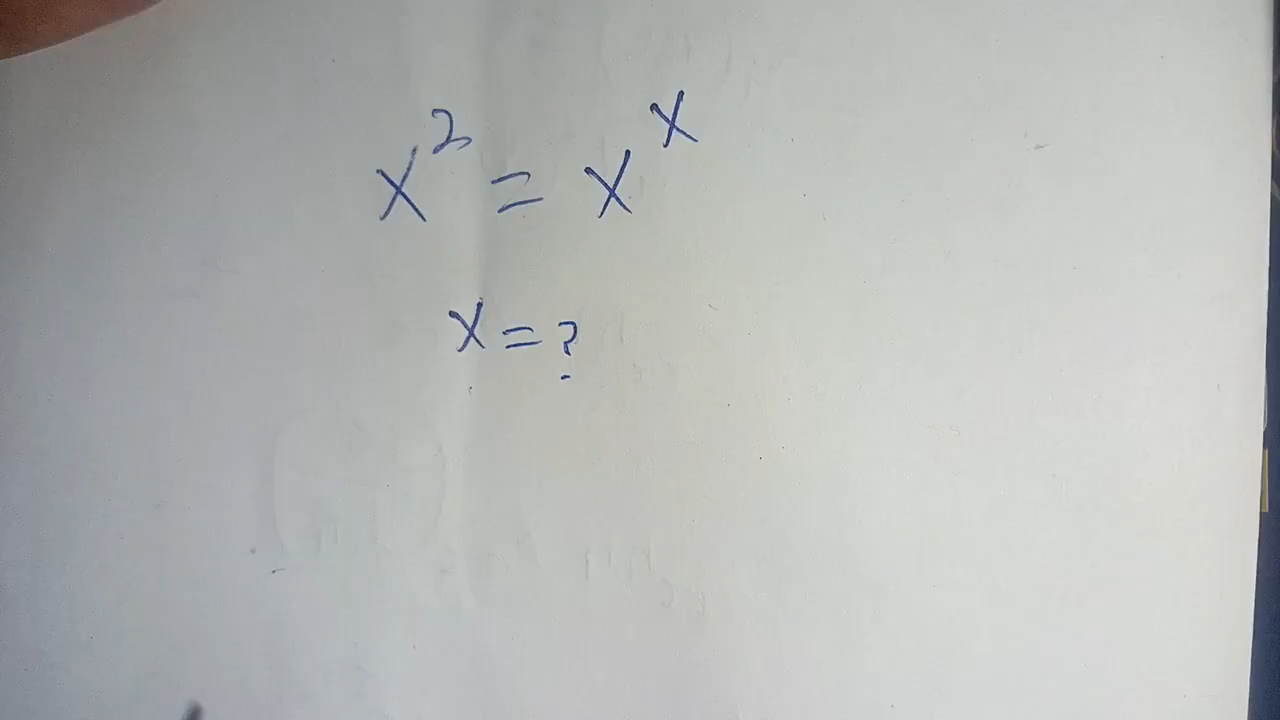 x² = x^x
x = ?